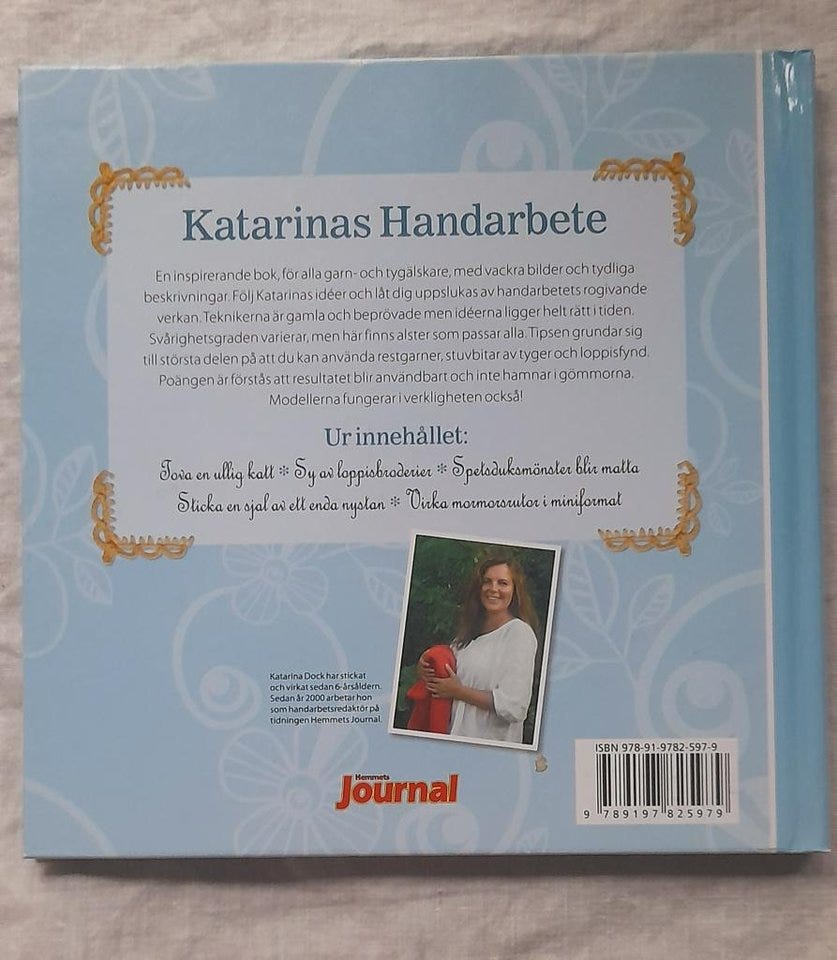 Katarinas Handarbete
En inspirerande bok, för alla garn- och tygälskare, med vackra bilder och tydliga
beskrivningar. Följ Katarinas idéer och låt dig uppslukas av handarbetets rogivande
verkan. Teknikerna är gamla och beprövade men idéerna ligger helt rätt i tiden.
Svårighetsgraden varierar, men här finns alster som passar alla. Tipsen grundar sig
till största delen på att du kan använda restgarner, stuvbitar av tyger och loppisfynd.
Poängen är förstås att resultatet blir användbart och inte hamnar i gömmorna.
Modellerna fungerar i verkligheten också!
Ur innehållet:
Tova en ullig katt * Sy av loppisbroderier * Spetsduksmönster blir matta
Sticka en sjal av ett enda nystan * Virka mormorsrutor i miniformat
Katarina Dock har stickat
och virkat sedan 6-årsåldern.
Sedan år 2000 arbetar hon
som handarbetsredaktör på
tidningen Hemmets Journal.
Hemmets
Journal
ISBN 978-91-9782-597-9
9 789197 825979